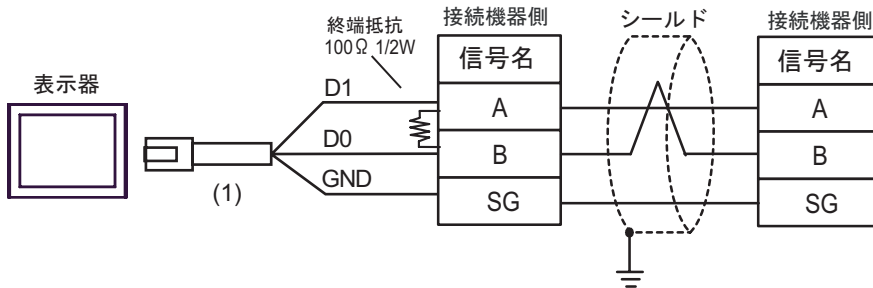 表示器
(1)
D1
D0
GND
終端抵抗
100Ω 1/2W
接続機器側
信号名
A
B
SG
シールド
接続機器側
信号名
A
B
SG